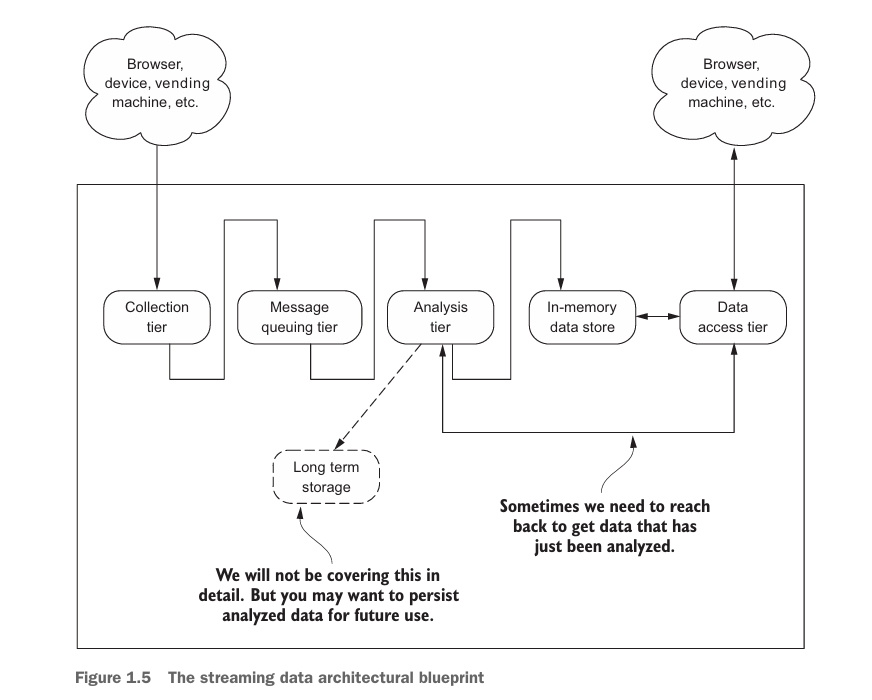 Browser,
device, vending
machine, etc.
Browser,
device, vending
machine, etc.
Collection
tier
Message
queuing tier
Analysis
tier
In-memory
data store
Data
access tier
Long term
storage
Sometimes we need to reach
back to get data that has
just been analyzed.
We will not be covering this in
detail. But you may want to persist
analyzed data for future use.
Figure 1.5 The streaming data architectural blueprint